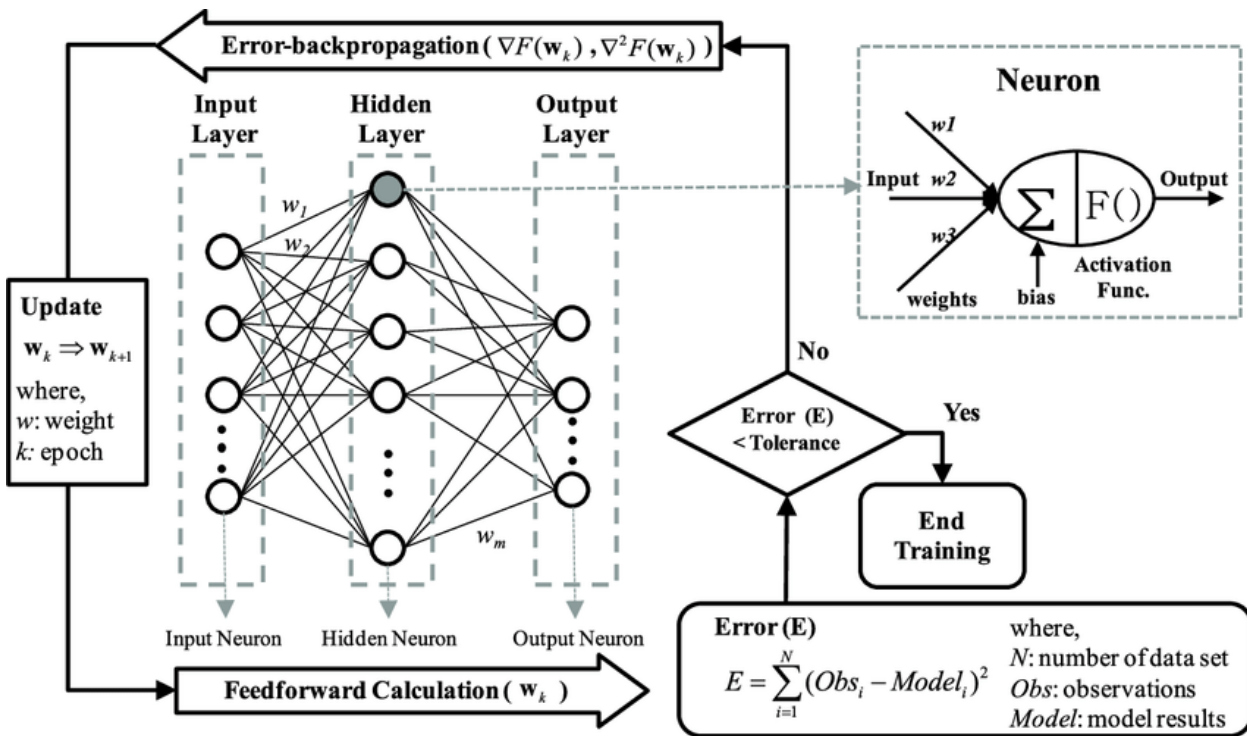 Error-backpropagation ( ∇F(w_k) , ∇²F(w_k) )
Input
Layer
Hidden
Layer
Output
Layer
w_1
w_2
w_m
Input Neuron
Hidden Neuron
Output Neuron
Update
w_k ⇒ w_{k+1}
where,
w: weight
k: epoch
Feedforward Calculation ( w_k )
Neuron
w1
Input
w2
w3
weights
Σ
F()
Output
bias
Activation
Func.
No
Error (E)
< Tolerance
Yes
End
Training
Error (E)
E = \sum_{i=1}^{N} (Obs_i − Model_i)²
where,
N: number of data set
Obs: observations
Model: model results